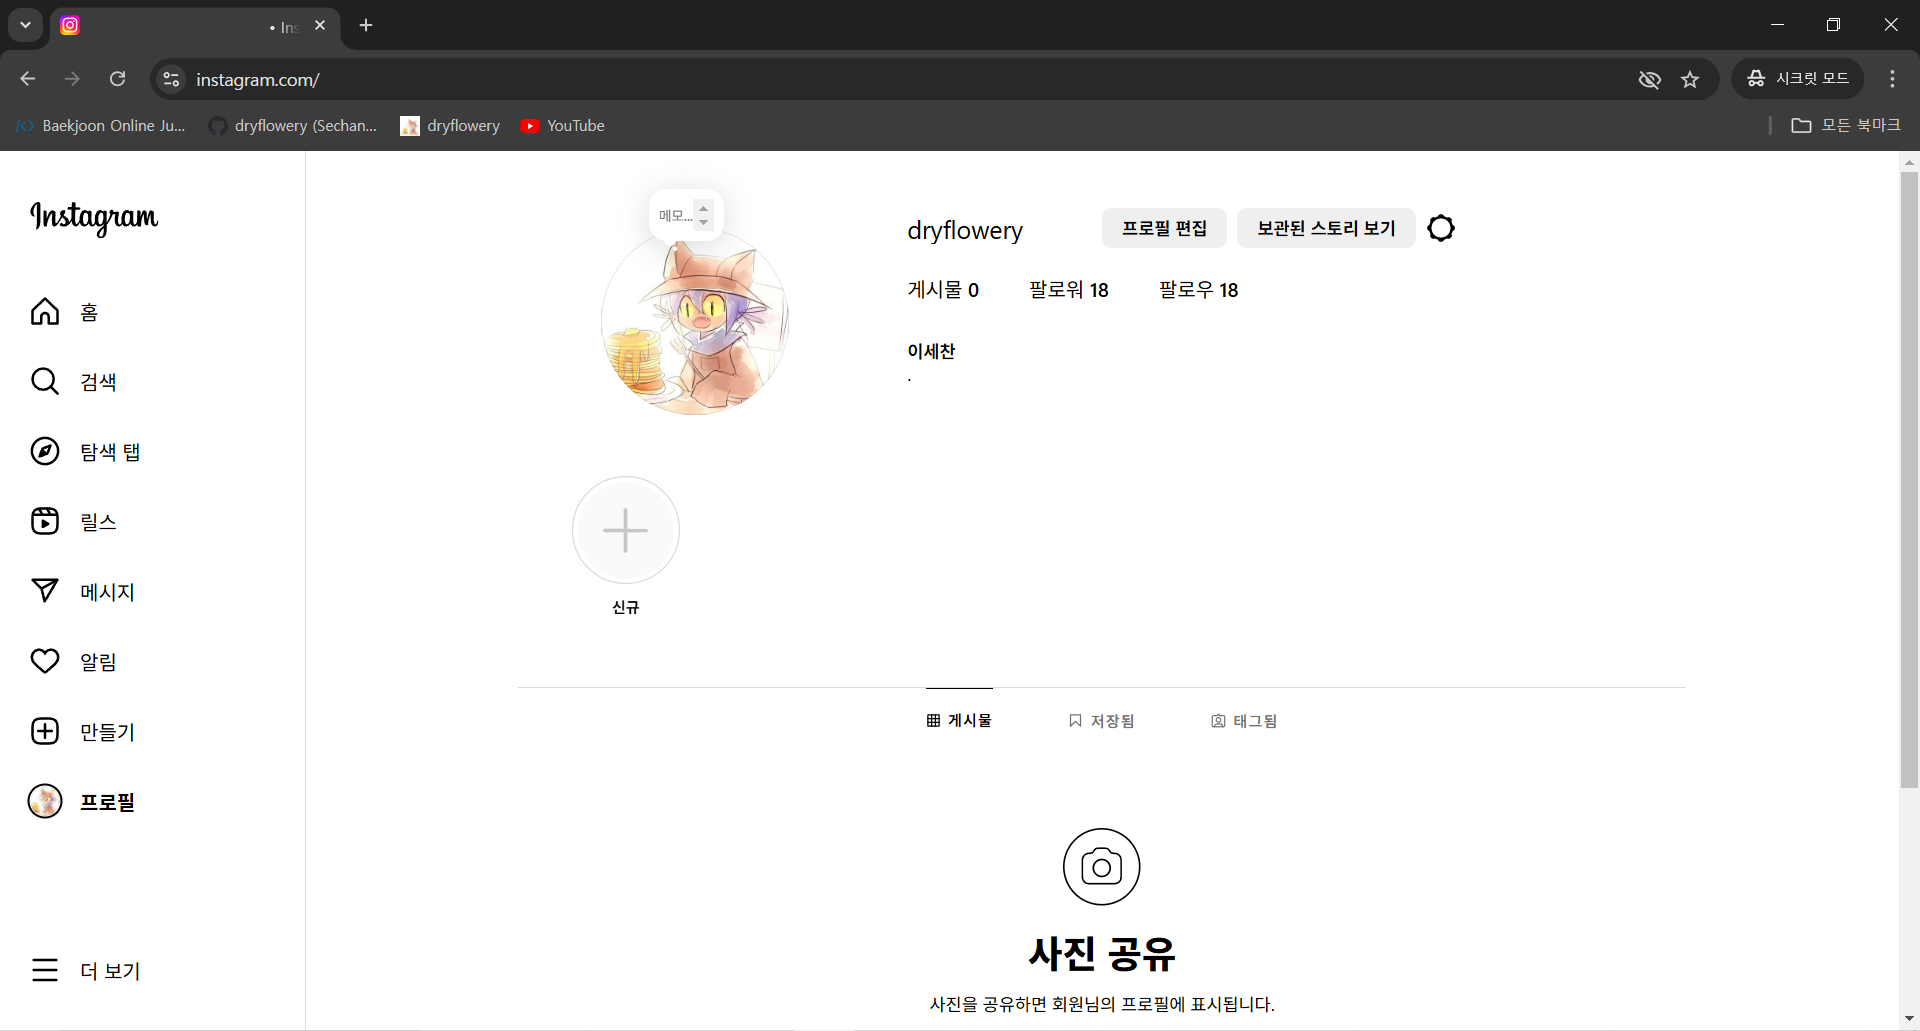 • Ins
instagram.com/
시크릿 모드
Baekjoon Online Ju...
dryflowery (Sechan...
dryflowery
YouTube
모든 북마크
Instagram
홈
검색
탐색 탭
릴스
메시지
알림
만들기
프로필
더 보기
메모...
dryflowery
프로필 편집
보관된 스토리 보기
게시물 0
팔로워 18
팔로우 18
이세찬
.
신규
게시물
저장됨
태그됨
사진 공유
사진을 공유하면 회원님의 프로필에 표시됩니다.